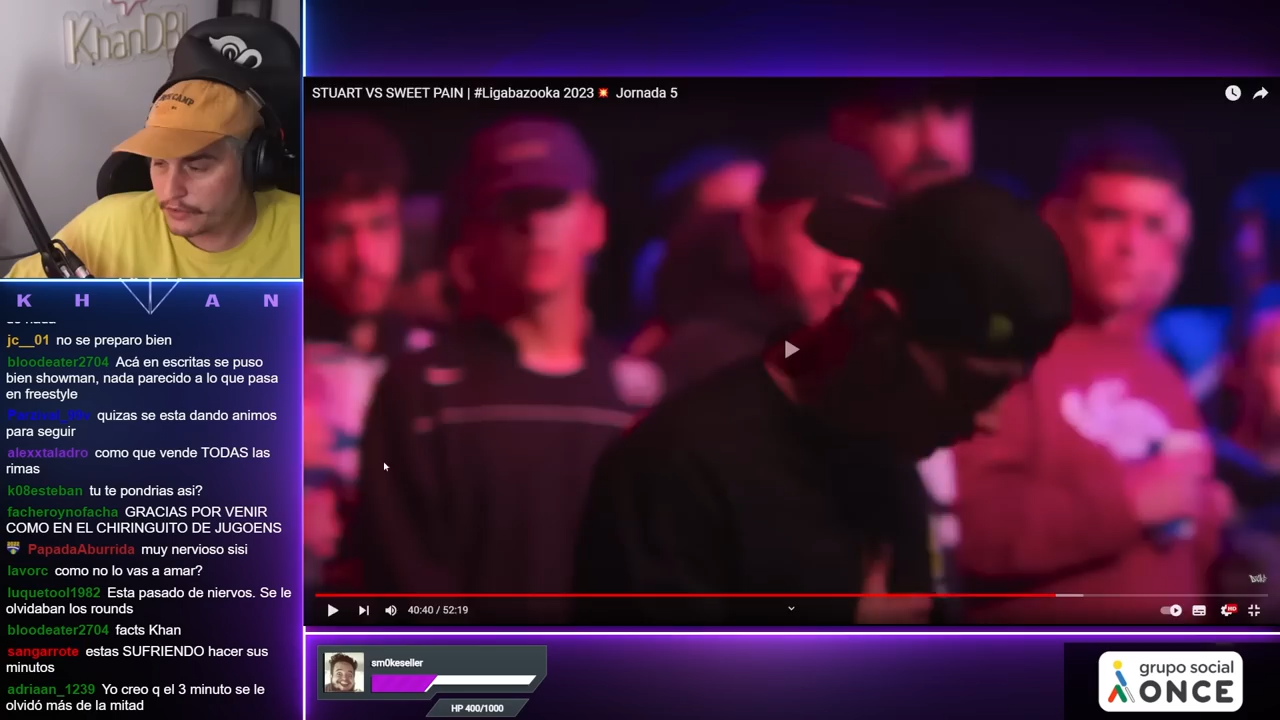 KhanDBL
STUART VS SWEET PAIN | #Ligabazooka 2023💥 Jornada 5
K H A N
jc__01 no se preparo bien
bloodeater2704 Acá en escritas se puso
bien showman, nada parecido a lo que pasa
en freestyle
quizas se esta dando animos
para seguir
alexxtaladro como que vende TODAS las
rimas
k08esteban tu te pondrias asi?
facheroynofacha GRACIAS POR VENIR
COMO EN EL CHIRINGUITO DE JUGOENS
PapadaAburrida muy nervioso sisi
lavorc como no lo vas a amar?
luquetool1982 Esta pasado de niervos. Se le
olvidaban los rounds
bloodeater2704 facts Khan
sangarrote estas SUFRIENDO hacer sus
minutos
adriaan_1239 Yo creo q el 3 minuto se le
olvidó más de la mitad
40:40 / 52:19
HD
sm0keseller
HP 400/1000
grupo social
ONCE